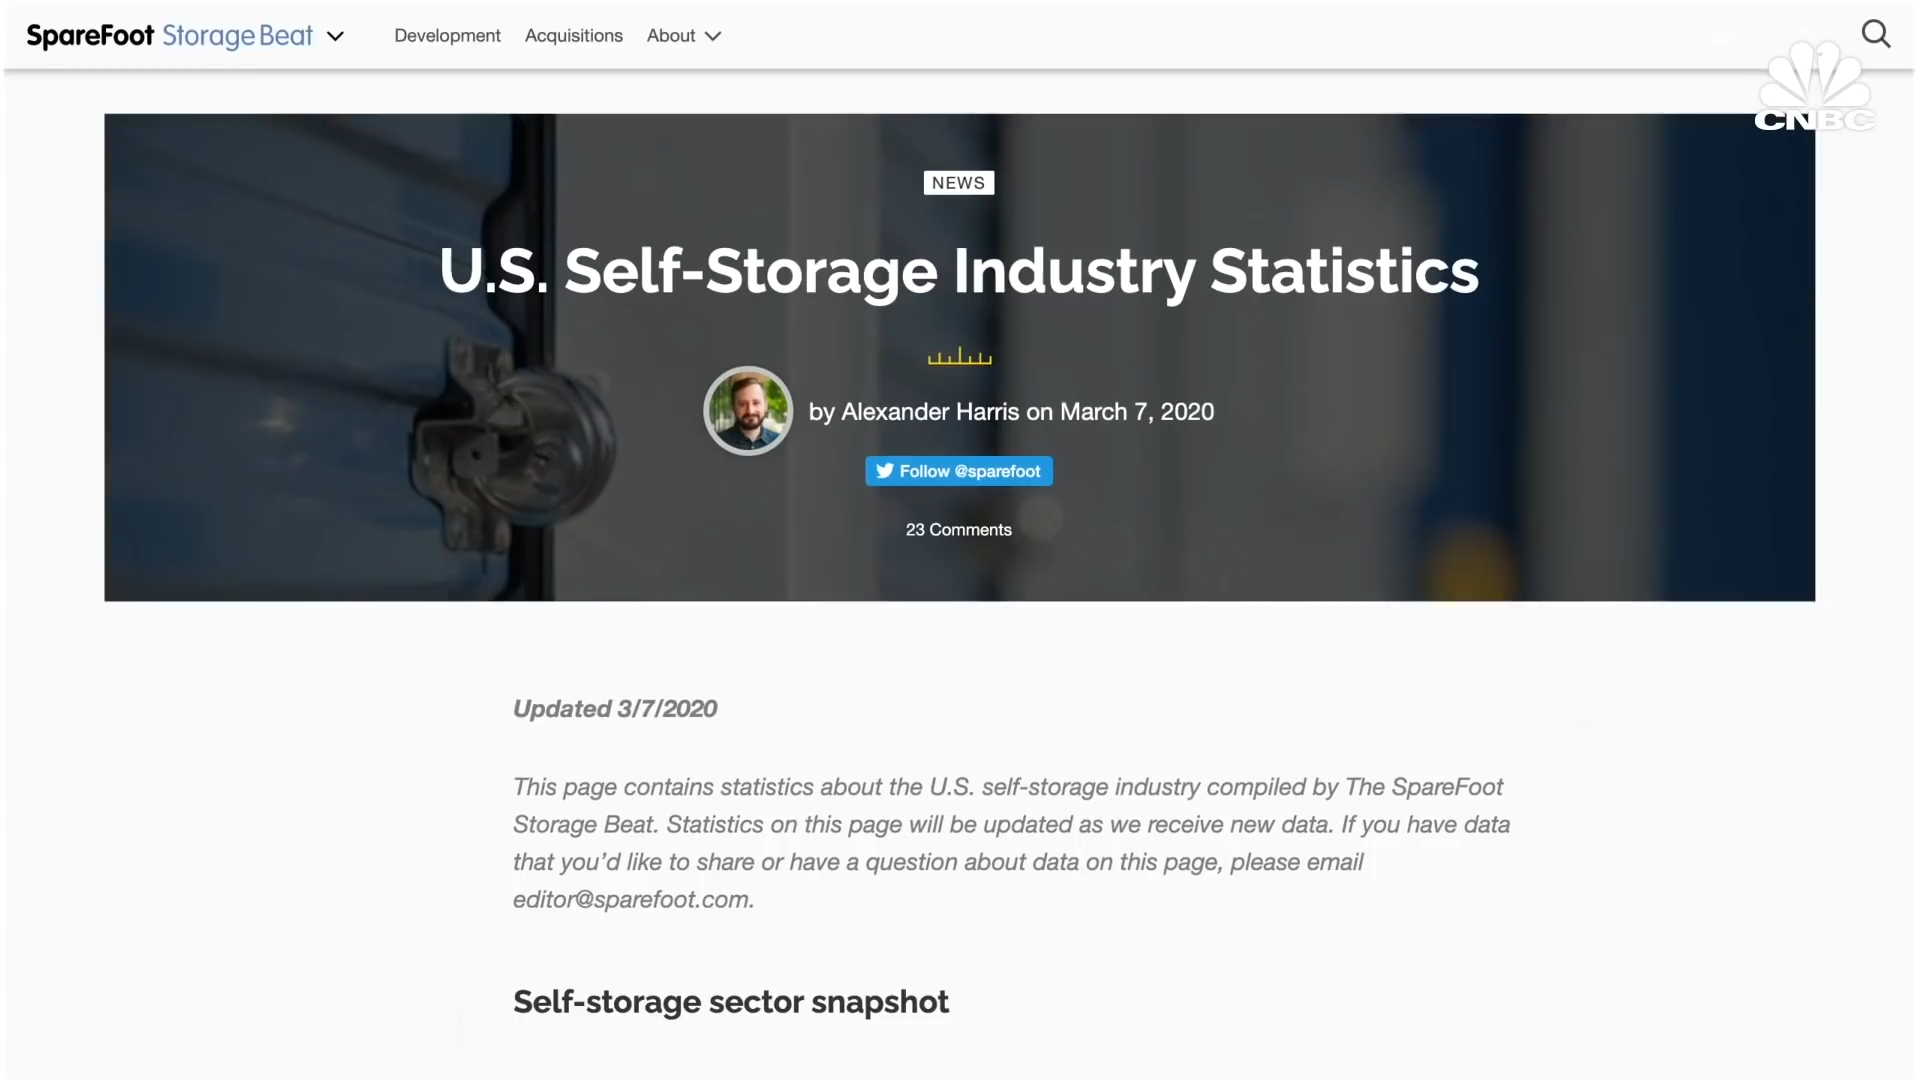 SpareFoot StorageBeat
Development
Acquisitions
About
CNBC
NEWS
U.S. Self-Storage Industry Statistics
by Alexander Harris on March 7, 2020
Follow @sparefoot
23 Comments
Updated 3/7/2020
This page contains statistics about the U.S. self-storage industry compiled by The SpareFoot
Storage Beat. Statistics on this page will be updated as we receive new data. If you have data
that you’d like to share or have a question about data on this page, please email
editor@sparefoot.com.
Self-storage sector snapshot